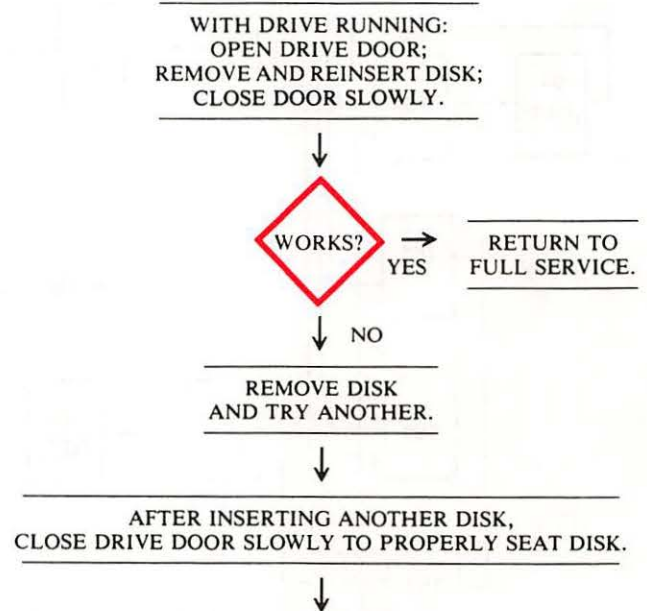 WITH DRIVE RUNNING:
OPEN DRIVE DOOR;
REMOVE AND REINSERT DISK;
CLOSE DOOR SLOWLY.
WORKS?
YES
RETURN TO
FULL SERVICE.
NO
REMOVE DISK
AND TRY ANOTHER.
AFTER INSERTING ANOTHER DISK,
CLOSE DRIVE DOOR SLOWLY TO PROPERLY SEAT DISK.